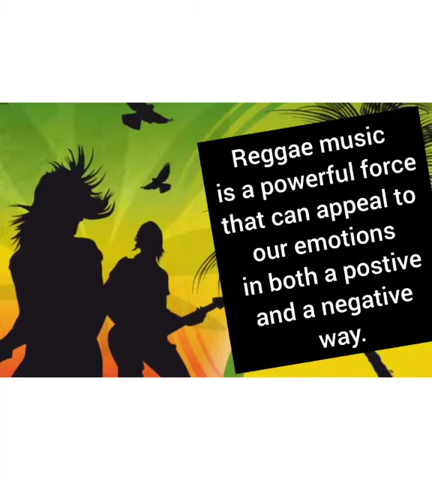 Reggae music
is a powerful force
that can appeal to
our emotions
in both a postive
and a negative
way.